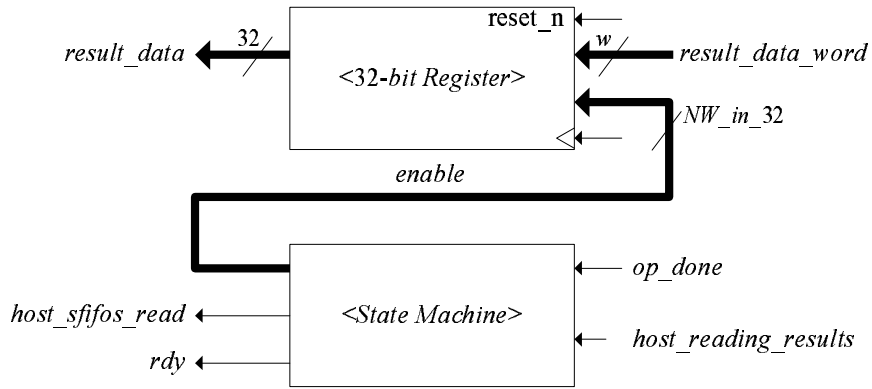 reset_n
result_data
32
w
result_data_word
<32-bit Register>
NW_in_32
enable
op_done
host_sfifos_read
<State Machine>
host_reading_results
rdy